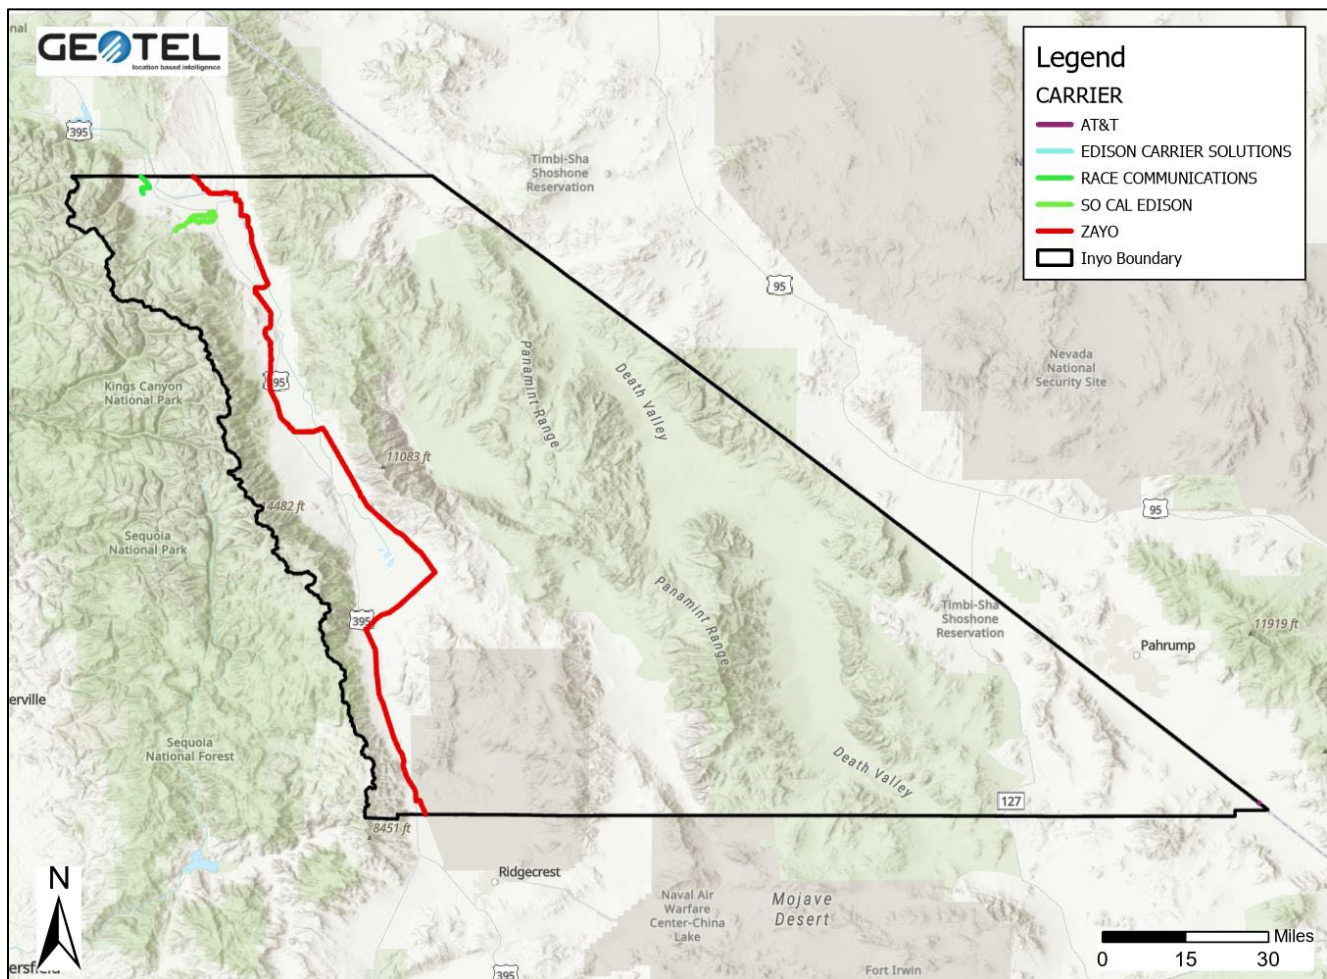 GEOTEL
location based intelligence
nal
395
Timbi-Sha
Shoshone
Reservation
Legend
CARRIER
AT&T
EDISON CARRIER SOLUTIONS
RACE COMMUNICATIONS
SO CAL EDISON
ZAYO
Inyo Boundary
N
95
Nevada
National
Security Site
Kings Canyon
National Park
395
Panamint Range
Death Valley
11083 ft
14482 ft
95
Sequoia
National Park
Panamint Range
395
Timbi-Sha
Shoshone
Reservation
11919 ft
Pahrump
erville
Sequoia
National Forest
Death Valley
127
8451 ft
Ridgecrest
Naval Air
Warfare
Center-China
Lake
Mojave
Desert
N
Miles
0 15 30
ersfield
395
Fort Irwin